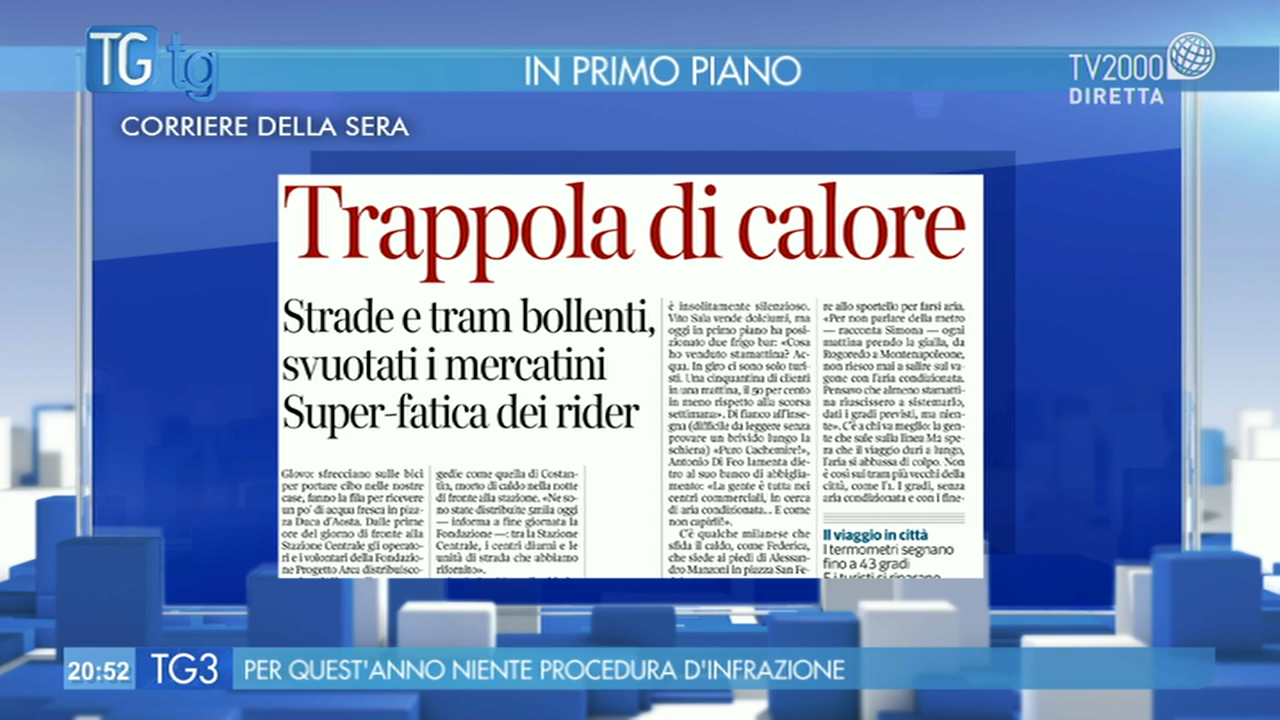 TG tg
IN PRIMO PIANO
TV2000
DIRETTA
CORRIERE DELLA SERA
Trappola di calore
Strade e tram bollenti,
svuotati i mercatini
Super-fatica dei rider
Glovo: sfrecciano sulle bici
per portare cibo nelle nostre
case, fanno la fila per ricevere
un po' di acqua fresca in piaz-
za Duca d'Aosta. Dalle prime
ore del giorno di fronte alla
Stazione Centrale gli operato-
ri e i volontari della Fondazio-
ne Progetto Arca distribuisco-
gedie come quella di Costan-
tin, morto di caldo nella notte
di fronte alla stazione. «Ne so-
no state distribuite 5mila oggi
— informa a fine giornata la
Fondazione —: tra la Stazione
Centrale, i centri diurni e le
unità di strada che abbiamo
rifornito».
è insolitamente silenzioso.
Vito Sala vende dolciumi, ma
oggi in primo piano ha posi-
zionato due frigo bar: «Cosa
ho venduto stamattina? Ac-
qua. In giro ci sono solo turi-
sti. Una cinquantina di clienti
in una mattina, il 50 per cento
in meno rispetto alla scorsa
settimana». Di fianco all'inse-
gna (difficile da leggere senza
provare un brivido lungo la
schiena) «Puro Cachemire!»,
Antonio Di Feo lamenta die-
tro al suo banco di abbiglia-
mento: «La gente è tutta nei
centri commerciali, in cerca
di aria condizionata... E come
non capirli!».
C'è qualche milanese che
sfida il caldo, come Federica,
che siede ai piedi di Alessan-
dro Manzoni in piazza San Fe-
re allo sportello per farsi aria.
«Per non parlare della metro
— racconta Simona — ogni
mattina prendo la gialla, da
Rogoredo a Montenapoleone,
non riesco mai a salire sul va-
gone con l'aria condizionata.
Pensavo che almeno stamatti-
na riuscissero a sistemarlo,
dati i gradi previsti, ma nien-
te». C'è a chi va meglio: la gen-
te che sale sulla linea M2 spe-
ra che il viaggio duri a lungo,
l'aria si abbassa di colpo. Non
è così sui tram più vecchi della
città, come l'1. I gradi, senza
aria condizionata e con i fine-
Il viaggio in città
I termometri segnano
fino a 43 gradi
E i turisti si riparano
20:52 TG3 PER QUEST'ANNO NIENTE PROCEDURA D'INFRAZIONE